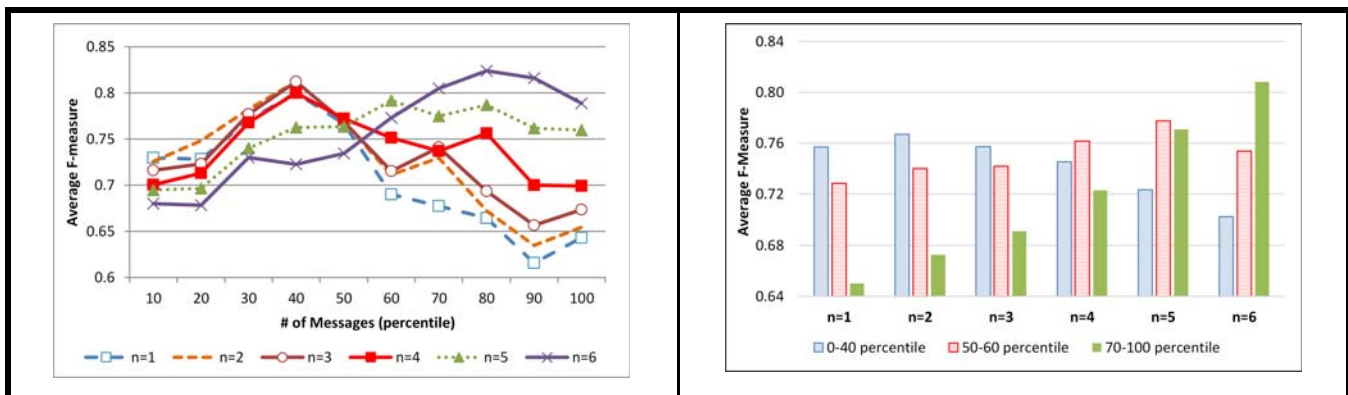 0.85
0.8
0.75
0.7
0.65
0.6
Average F-measure
10 20 30 40 50 60 70 80 90 100
# of Messages (percentile)
n=1 n=2 n=3 n=4 n=5 n=6
0.84
0.80
0.76
0.72
0.68
0.64
Average F-Measure
n=1 n=2 n=3 n=4 n=5 n=6
0-40 percentile 50-60 percentile 70-100 percentile